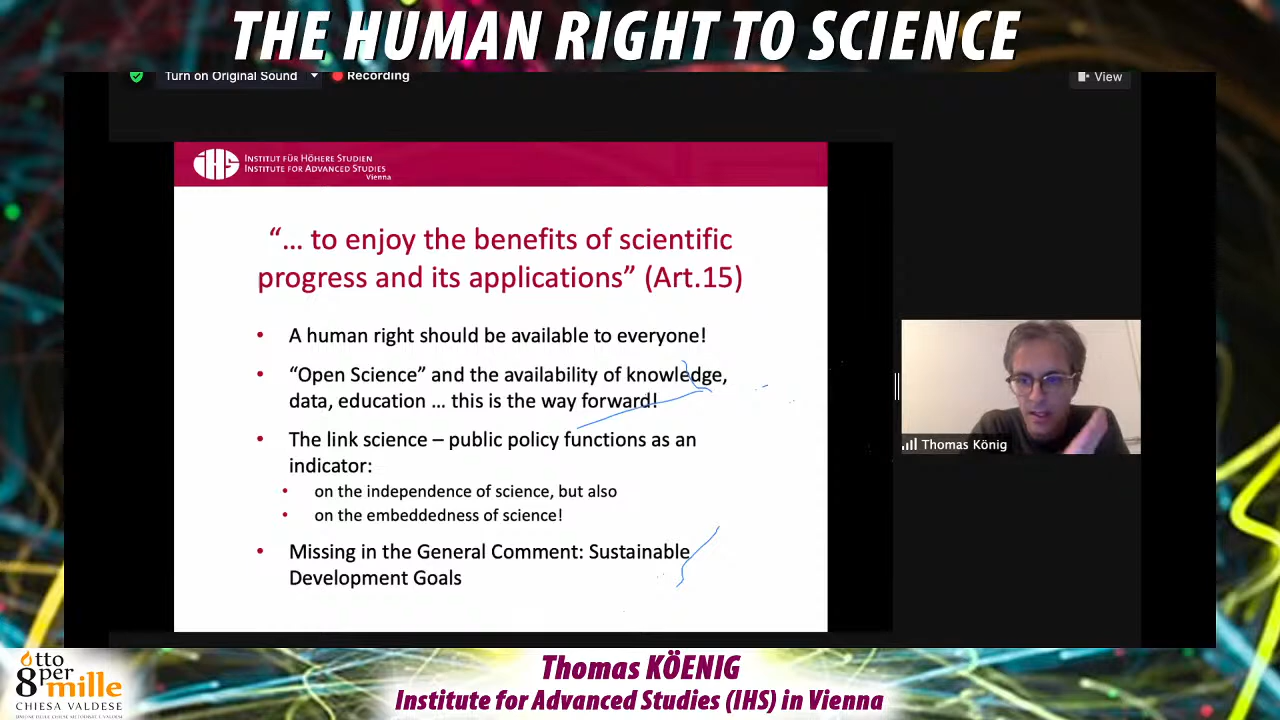 THE HUMAN RIGHT TO SCIENCE
Turn on Original Sound
Recording
View
IHS INSTITUT FÜR HÖHERE STUDIEN
INSTITUTE FOR ADVANCED STUDIES
Vienna
“… to enjoy the benefits of scientific
progress and its applications” (Art.15)
• A human right should be available to everyone!
• “Open Science” and the availability of knowledge,
data, education … this is the way forward!
• The link science – public policy functions as an
indicator:
• on the independence of science, but also
• on the embeddedness of science!
• Missing in the General Comment: Sustainable
Development Goals
Thomas König
otto
per
8 mille
CHIESA VALDESE
Thomas KÖENIG
Institute for Advanced Studies (IHS) in Vienna